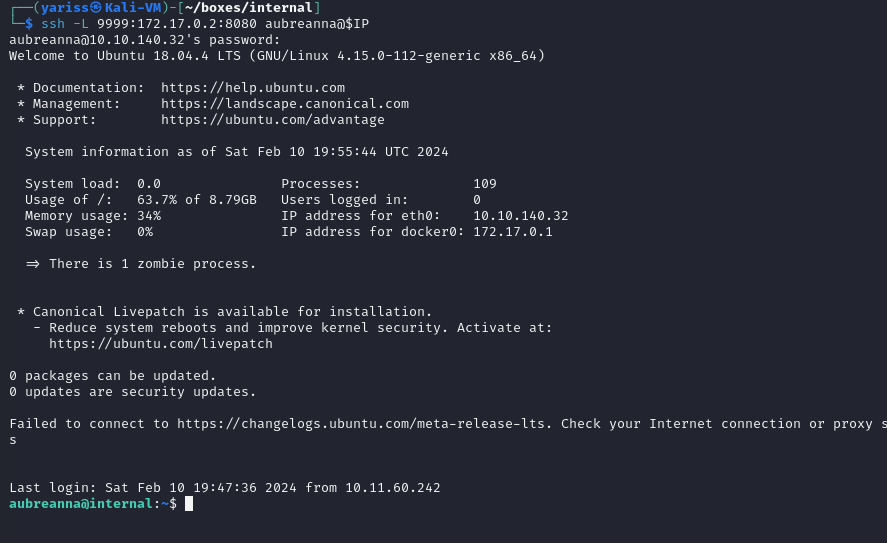 ┌──(yariss㉿Kali-VM)-[~/boxes/internal]
└─$ ssh -L 9999:172.17.0.2:8080 aubreanna@$IP
aubreanna@10.10.140.32's password:
Welcome to Ubuntu 18.04.4 LTS (GNU/Linux 4.15.0-112-generic x86_64)
* Documentation:  https://help.ubuntu.com
* Management:     https://landscape.canonical.com
* Support:        https://ubuntu.com/advantage
System information as of Sat Feb 10 19:55:44 UTC 2024
System load:  0.0               Processes:              109
Usage of /:   63.7% of 8.79GB   Users logged in:        0
Memory usage: 34%               IP address for eth0:    10.10.140.32
Swap usage:   0%                IP address for docker0: 172.17.0.1
=> There is 1 zombie process.
* Canonical Livepatch is available for installation.
- Reduce system reboots and improve kernel security. Activate at:
https://ubuntu.com/livepatch
0 packages can be updated.
0 updates are security updates.
Failed to connect to https://changelogs.ubuntu.com/meta-release-lts. Check your Internet connection or proxy s
s
Last login: Sat Feb 10 19:47:36 2024 from 10.11.60.242
aubreanna@internal:~$